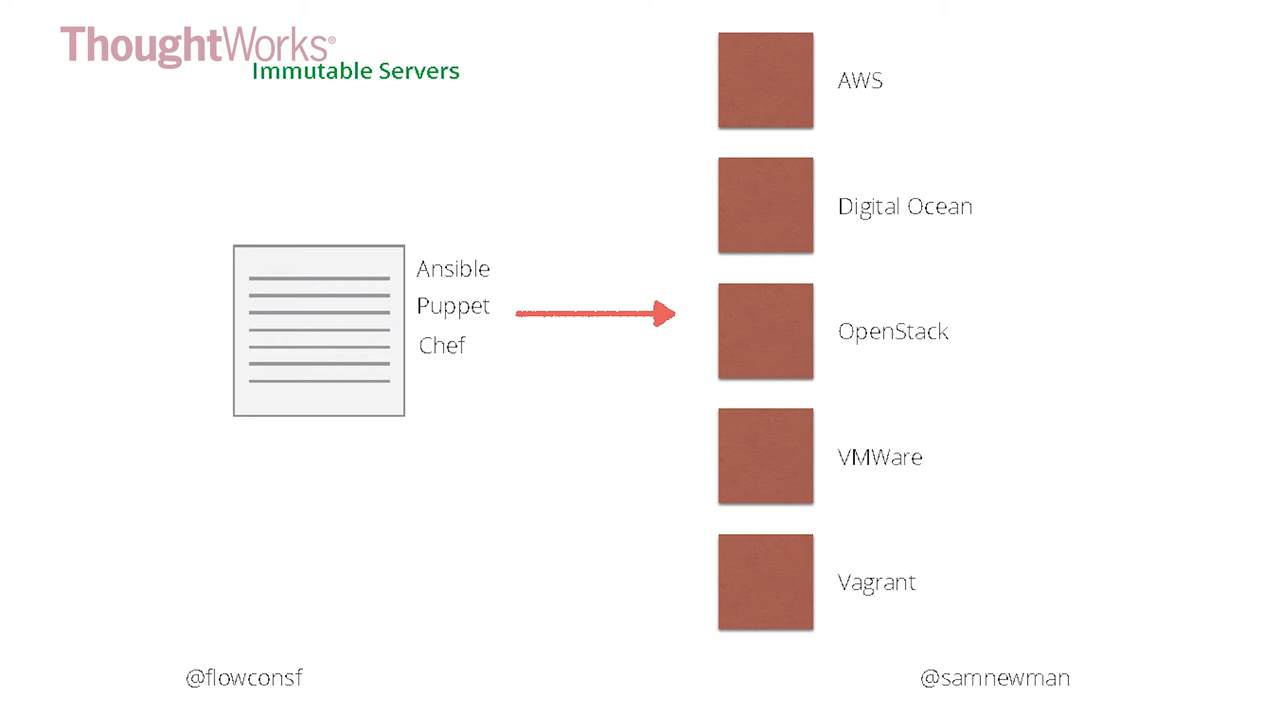 ThoughtWorks®
Immutable Servers
Ansible
Puppet
Chef
AWS
Digital Ocean
OpenStack
VMWare
Vagrant
@flowconsf
@samnewman